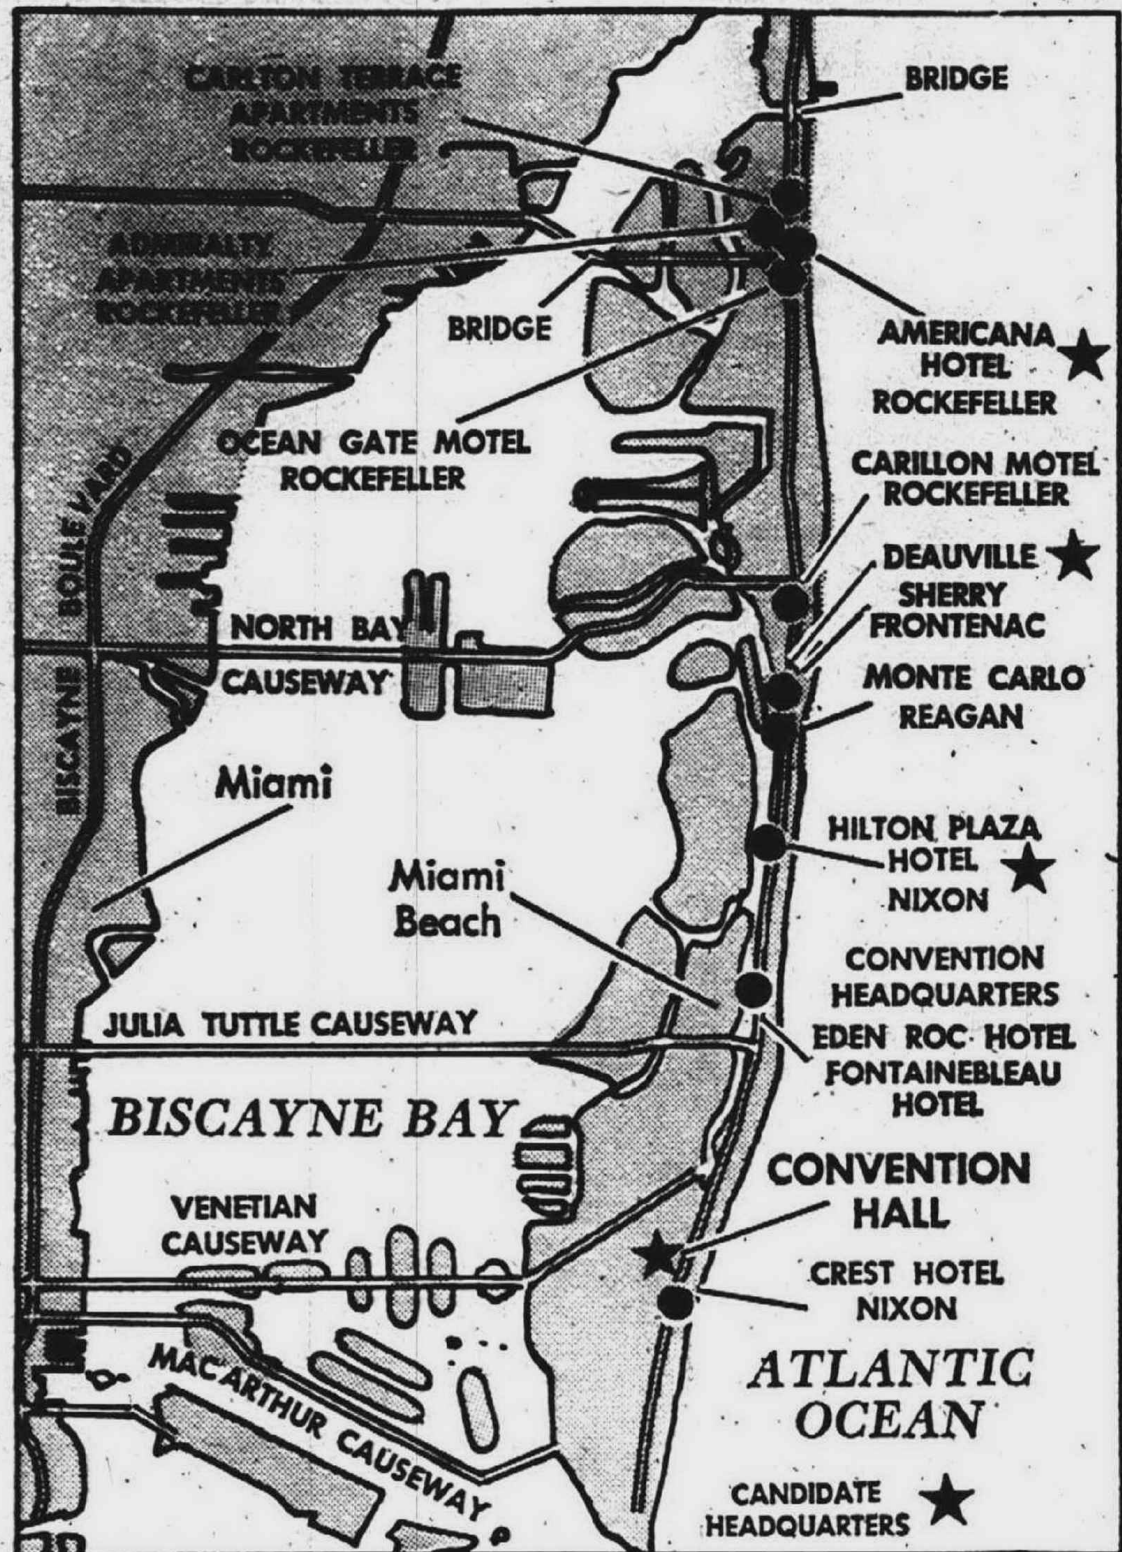 CARLTON TERRACE
APARTMENTS
ROCKEFELLER
BRIDGE
ADMIRALTY
APARTMENTS
ROCKEFELLER
BRIDGE
AMERICANA
HOTEL
ROCKEFELLER
OCEAN GATE MOTEL
ROCKEFELLER
CARILLON MOTEL
ROCKEFELLER
DEAUVILLE
SHERRY
FRONTENAC
BISCAYNE BOULEVARD
NORTH BAY
CAUSEWAY
MONTE CARLO
REAGAN
Miami
HILTON PLAZA
HOTEL
NIXON
Miami
Beach
CONVENTION
HEADQUARTERS
EDEN ROC HOTEL
FONTAINEBLEAU
HOTEL
JULIA TUTTLE CAUSEWAY
BISCAYNE BAY
CONVENTION
HALL
VENETIAN
CAUSEWAY
CREST HOTEL
NIXON
MAC ARTHUR CAUSEWAY
ATLANTIC
OCEAN
CANDIDATE
HEADQUARTERS